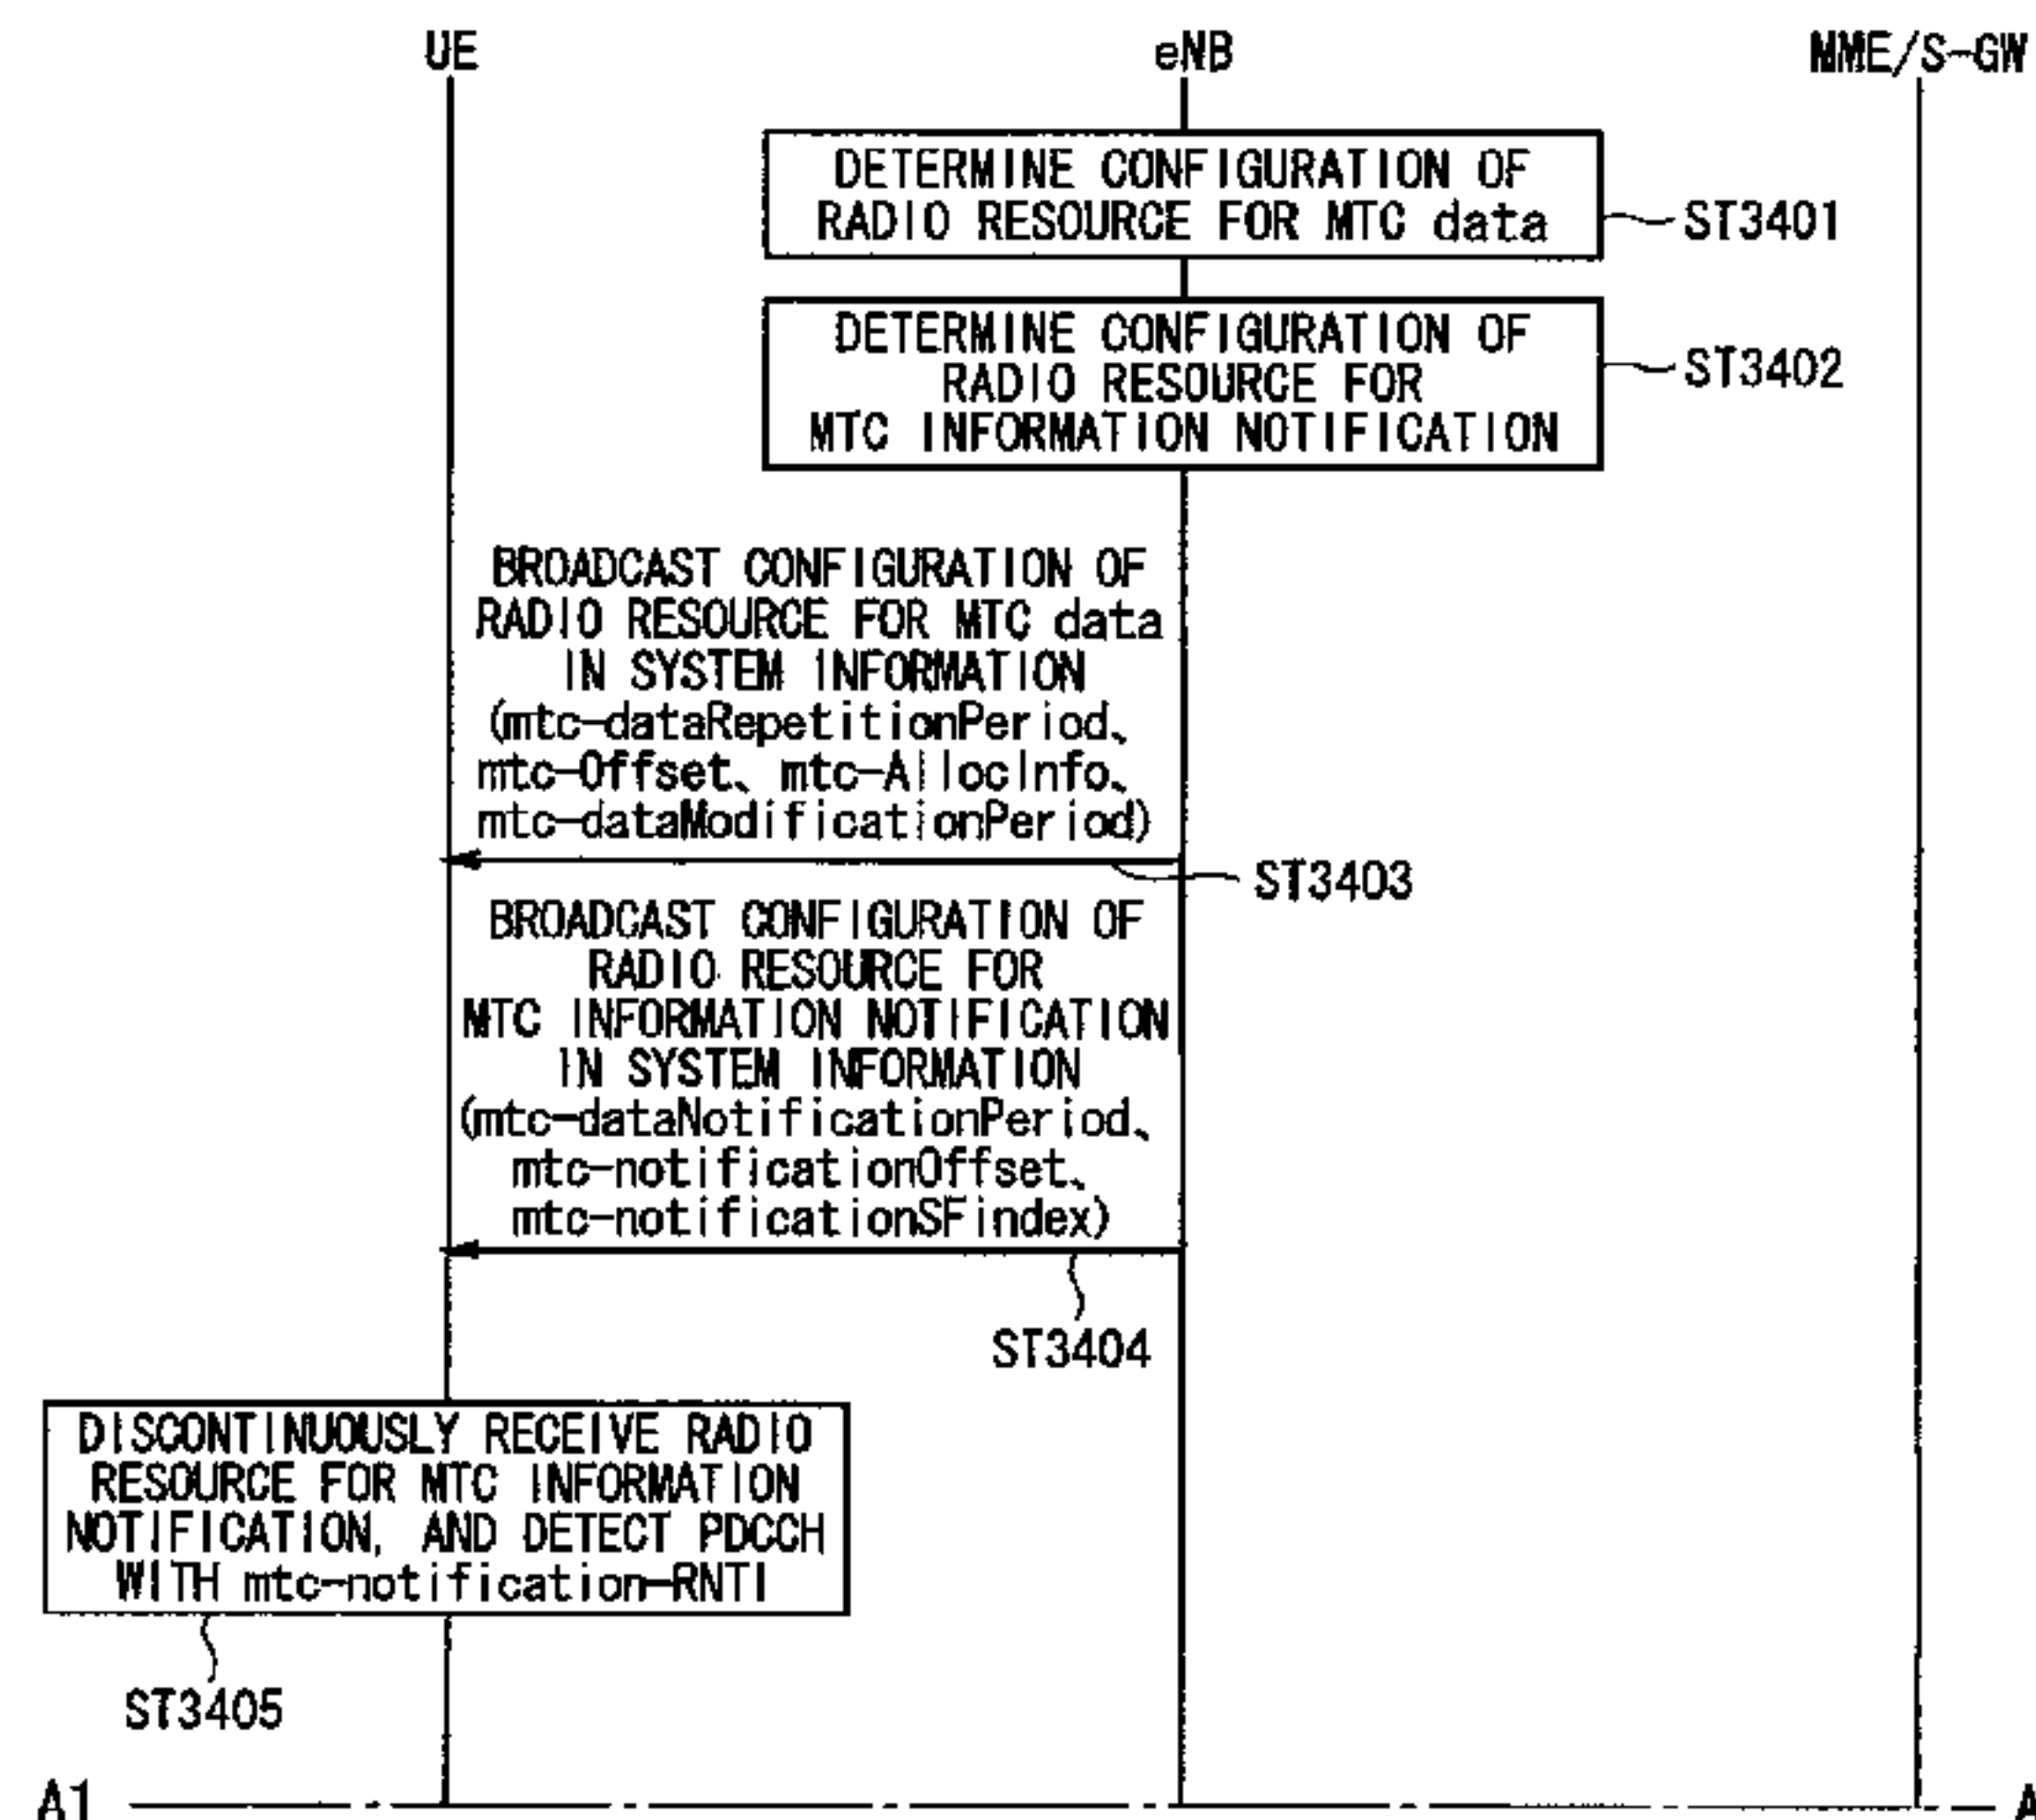 UE eNB MME/S-GW
DETERMINE CONFIGURATION OF
RADIO RESOURCE FOR MTC data
ST3401
DETERMINE CONFIGURATION OF
RADIO RESOURCE FOR
MTC INFORMATION NOTIFICATION
ST3402
BROADCAST CONFIGURATION OF
RADIO RESOURCE FOR MTC data
IN SYSTEM INFORMATION
(mtc-dataRepetitionPeriod、
mtc-Offset、mtc-AllocInfo、
mtc-dataModificationPeriod)
ST3403
BROADCAST CONFIGURATION OF
RADIO RESOURCE FOR
MTC INFORMATION NOTIFICATION
IN SYSTEM INFORMATION
(mtc-dataNotificationPeriod、
mtc-notificationOffset、
mtc-notificationSFindex)
ST3404
DISCONTINUOUSLY RECEIVE RADIO
RESOURCE FOR MTC INFORMATION
NOTIFICATION, AND DETECT PDCCH
WITH mtc-notification-RNTI
ST3405
A1